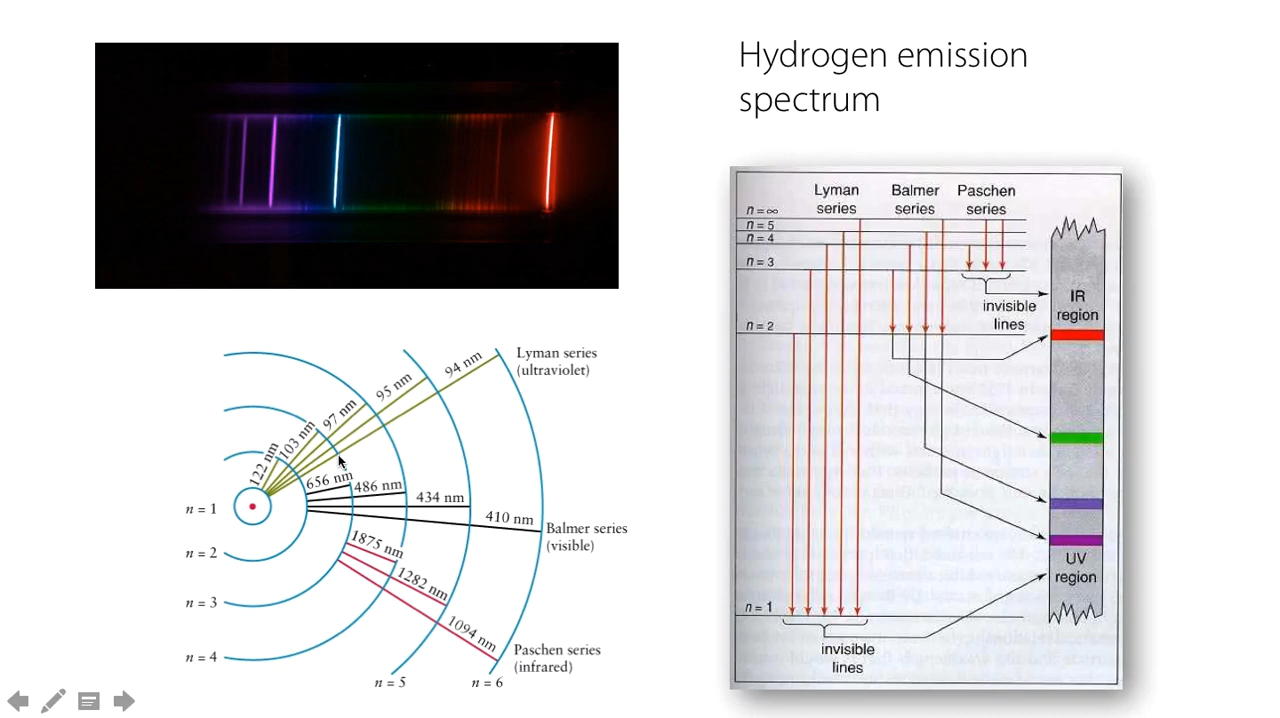 Hydrogen emission
spectrum
Lyman
series
Balmer
series
Paschen
series
n = ∞
n = 5
n = 4
n = 3
n = 2
n = 1
invisible
lines
IR
region
UV
region
invisible
lines
Lyman series
(ultraviolet)
94 nm
95 nm
97 nm
103 nm
122 nm
656 nm
486 nm
434 nm
410 nm
Balmer series
(visible)
1875 nm
1282 nm
1094 nm
Paschen series
(infrared)
n = 1
n = 2
n = 3
n = 4
n = 5
n = 6